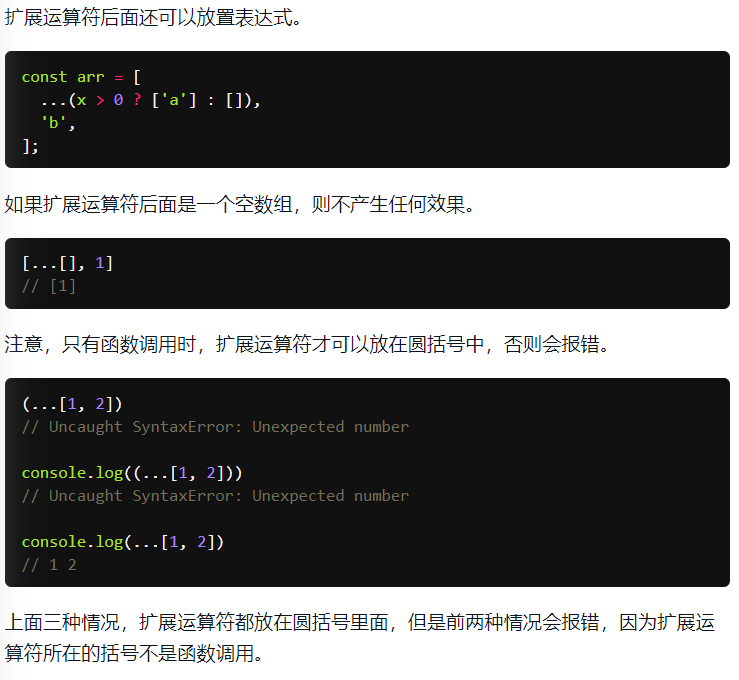 扩展运算符后面还可以放置表达式。
const arr = [
  ...(x > 0 ? ['a'] : []),
  'b',
];
如果扩展运算符后面是一个空数组，则不产生任何效果。
[...[], 1]
// [1]
注意，只有函数调用时，扩展运算符才可以放在圆括号中，否则会报错。
(...[1, 2])
// Uncaught SyntaxError: Unexpected number
console.log((...[1, 2]))
// Uncaught SyntaxError: Unexpected number
console.log(...[1, 2])
// 1 2
上面三种情况，扩展运算符都放在圆括号里面，但是前两种情况会报错，因为扩展运
算符所在的括号不是函数调用。